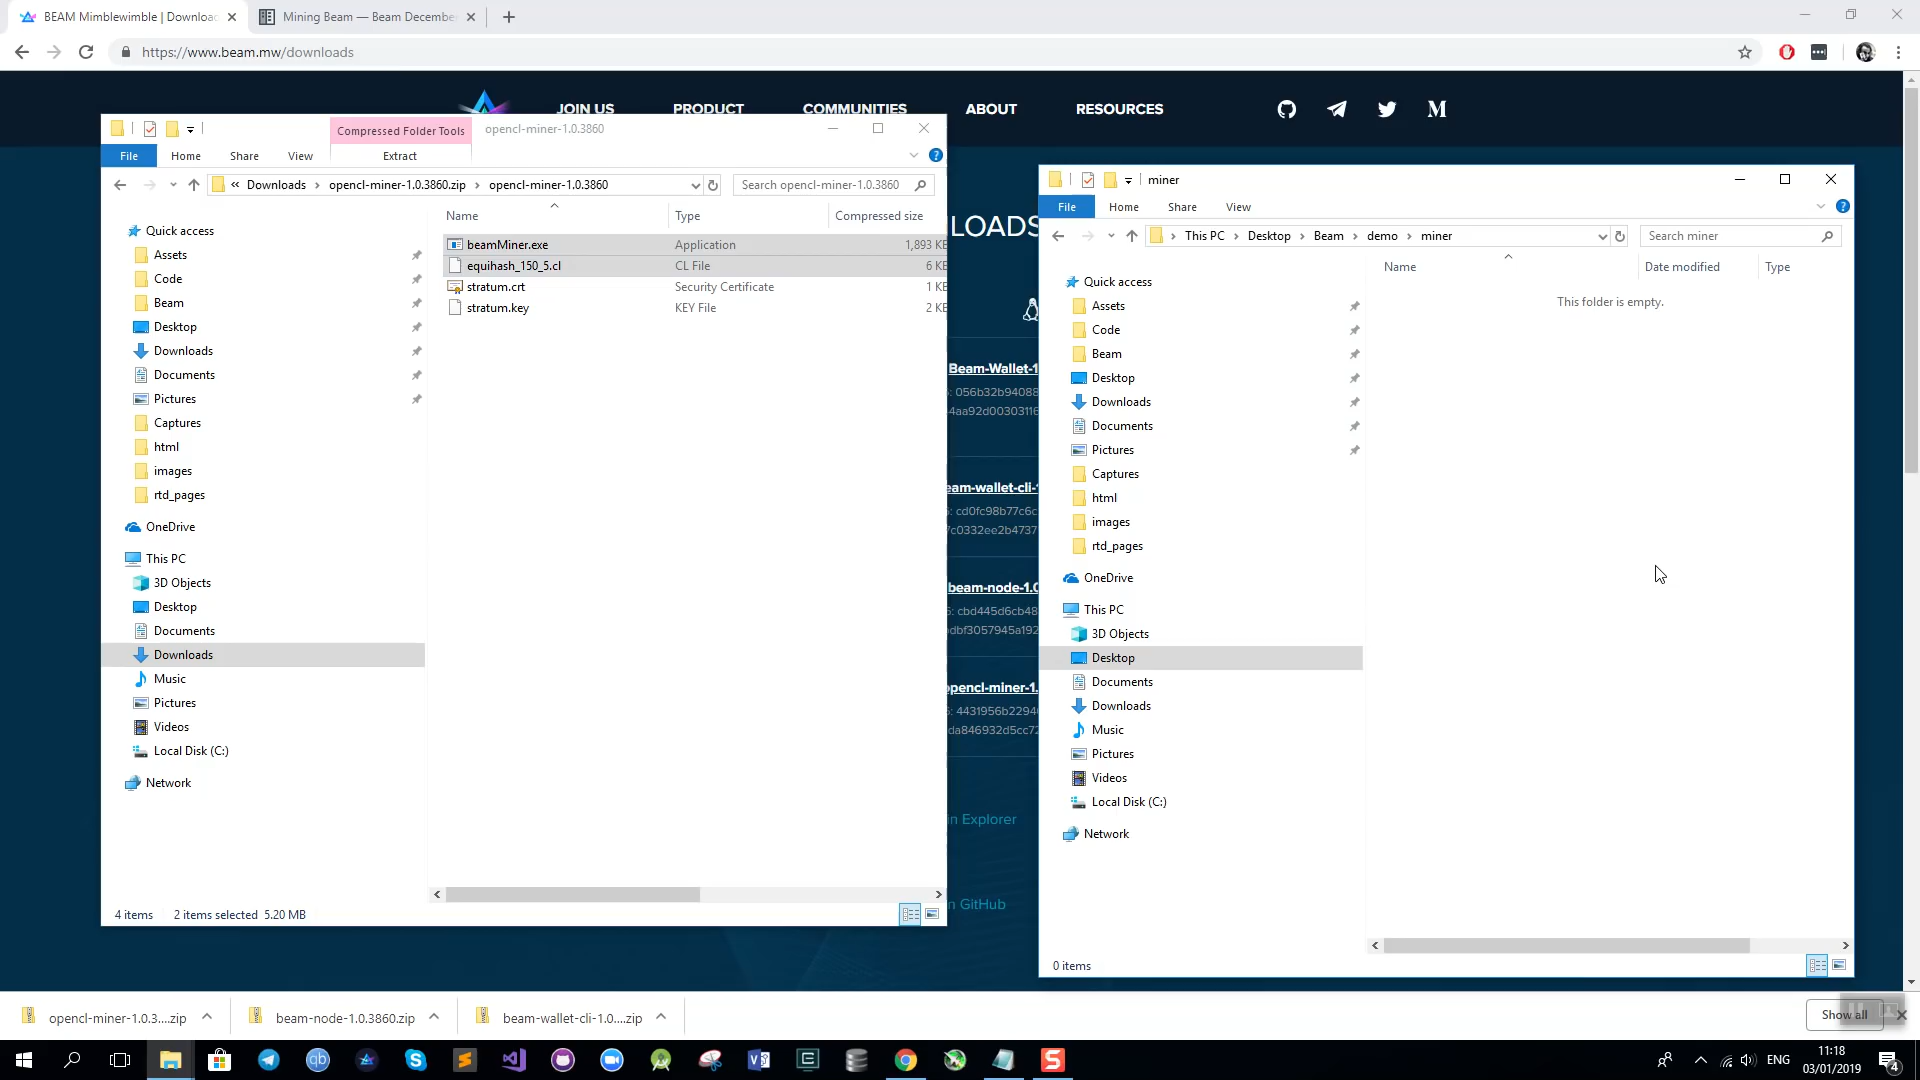 BEAM Mimblewimble | Downloa
Mining Beam — Beam December
https://www.beam.mw/downloads
JOIN US
PRODUCT
COMMUNITIES
ABOUT
RESOURCES
Compressed Folder Tools
opencl-miner-1.0.3860
File
Home
Share
View
Extract
« Downloads > opencl-miner-1.0.3860.zip > opencl-miner-1.0.3860
Search opencl-miner-1.0.3860
Name
Type
Compressed size
beamMiner.exe
Application
1,893 KE
equihash_150_5.cl
CL File
6 KE
stratum.crt
Security Certificate
1 KE
stratum.key
KEY File
2 KE
Quick access
Assets
Code
Beam
Desktop
Downloads
Documents
Pictures
Captures
html
images
rtd_pages
OneDrive
This PC
3D Objects
Desktop
Documents
Downloads
Music
Pictures
Videos
Local Disk (C:)
Network
4 items
2 items selected 5.20 MB
LOADS
Beam-Wallet-1
: 056b32b94088
4aa92d00303116
eam-wallet-cli-1
: cd0fc98b77c6c
7c0332ee2b4737
beam-node-1.0
: cbd445d6cb48
dbf3057945a192
opencl-miner-1.
: 4431956b2294
da846932d5cc72
n Explorer
n GitHub
miner
File
Home
Share
View
> This PC > Desktop > Beam > demo > miner
Search miner
Name
Date modified
Type
This folder is empty.
Quick access
Assets
Code
Beam
Desktop
Downloads
Documents
Pictures
Captures
html
images
rtd_pages
OneDrive
This PC
3D Objects
Desktop
Documents
Downloads
Music
Pictures
Videos
Local Disk (C:)
Network
0 items
opencl-miner-1.0.3....zip
beam-node-1.0.3860.zip
beam-wallet-cli-1.0....zip
Show all
ENG
11:18
03/01/2019
4